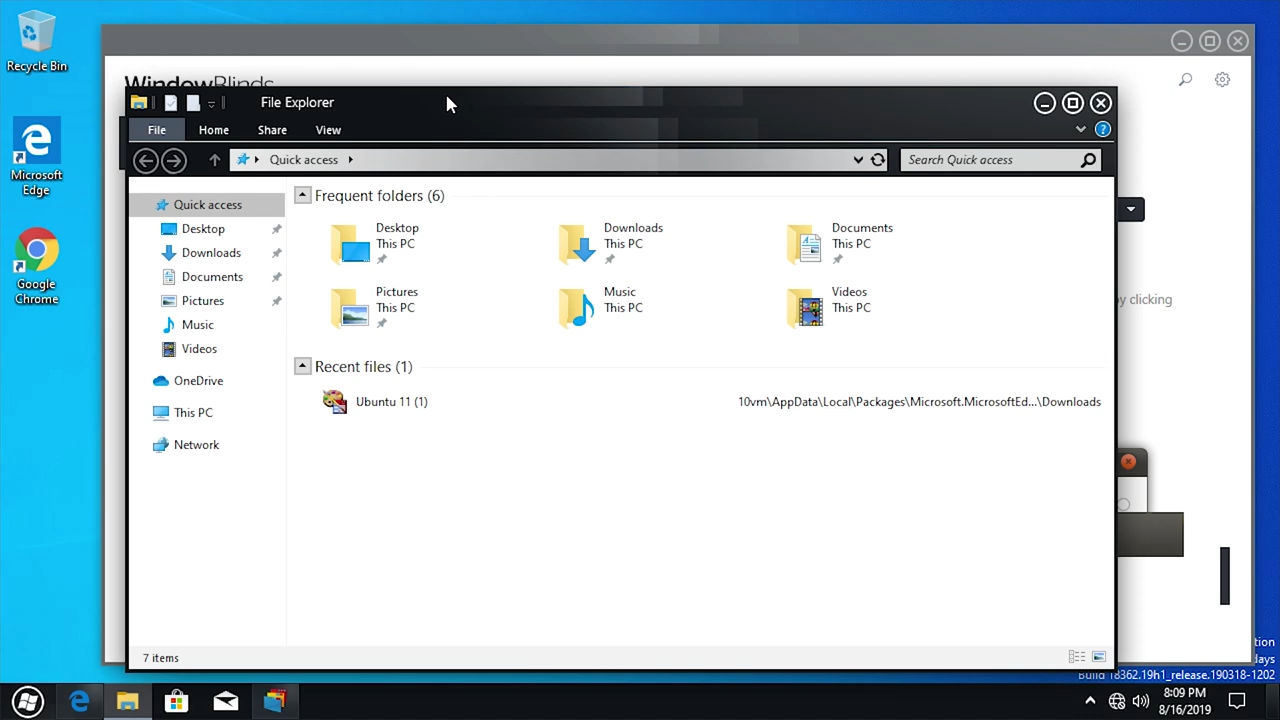 Recycle Bin
Microsoft Edge
Google Chrome
WindowBlinds
File Explorer
File
Home
Share
View
Quick access
Search Quick access
Quick access
Desktop
Downloads
Documents
Pictures
Music
Videos
OneDrive
This PC
Network
Frequent folders (6)
Desktop
This PC
Downloads
This PC
Documents
This PC
Pictures
This PC
Music
This PC
Videos
This PC
Recent files (1)
Ubuntu 11 (1)
10vm\AppData\Local\Packages\Microsoft.MicrosoftEd...\Downloads
by clicking
7 items
Build 18362.19h1_release.190318-1202
8:09 PM
8/16/2019